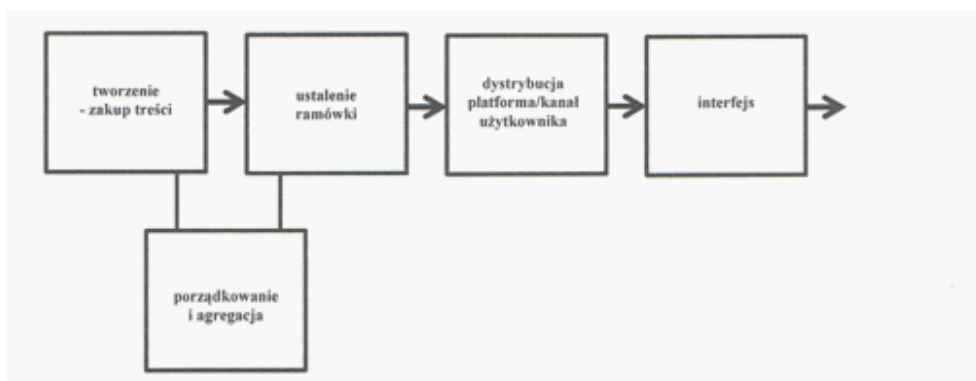 tworzenie
- zakup treści
ustalenie
ramówki
dystrybucja
platforma/kanał
użytkownika
interfejs
porządkowanie
i agregacja